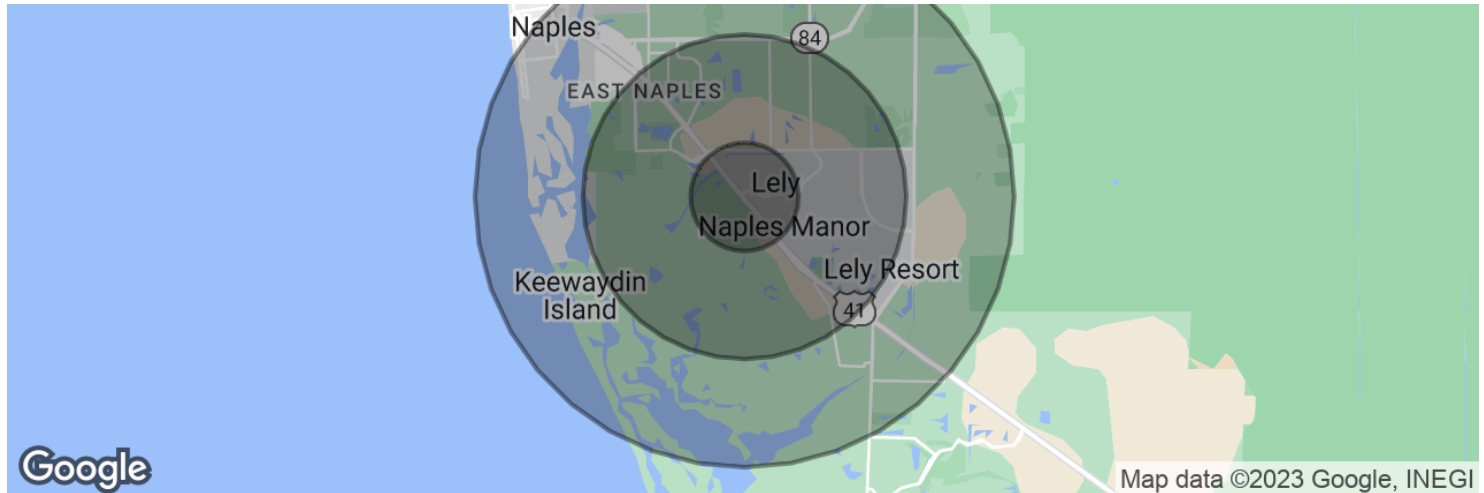 Naples
84
EAST NAPLES
Lely
Naples Manor
Lely Resort
Keewaydin
Island
41
Google
Map data ©2023 Google, INEGI